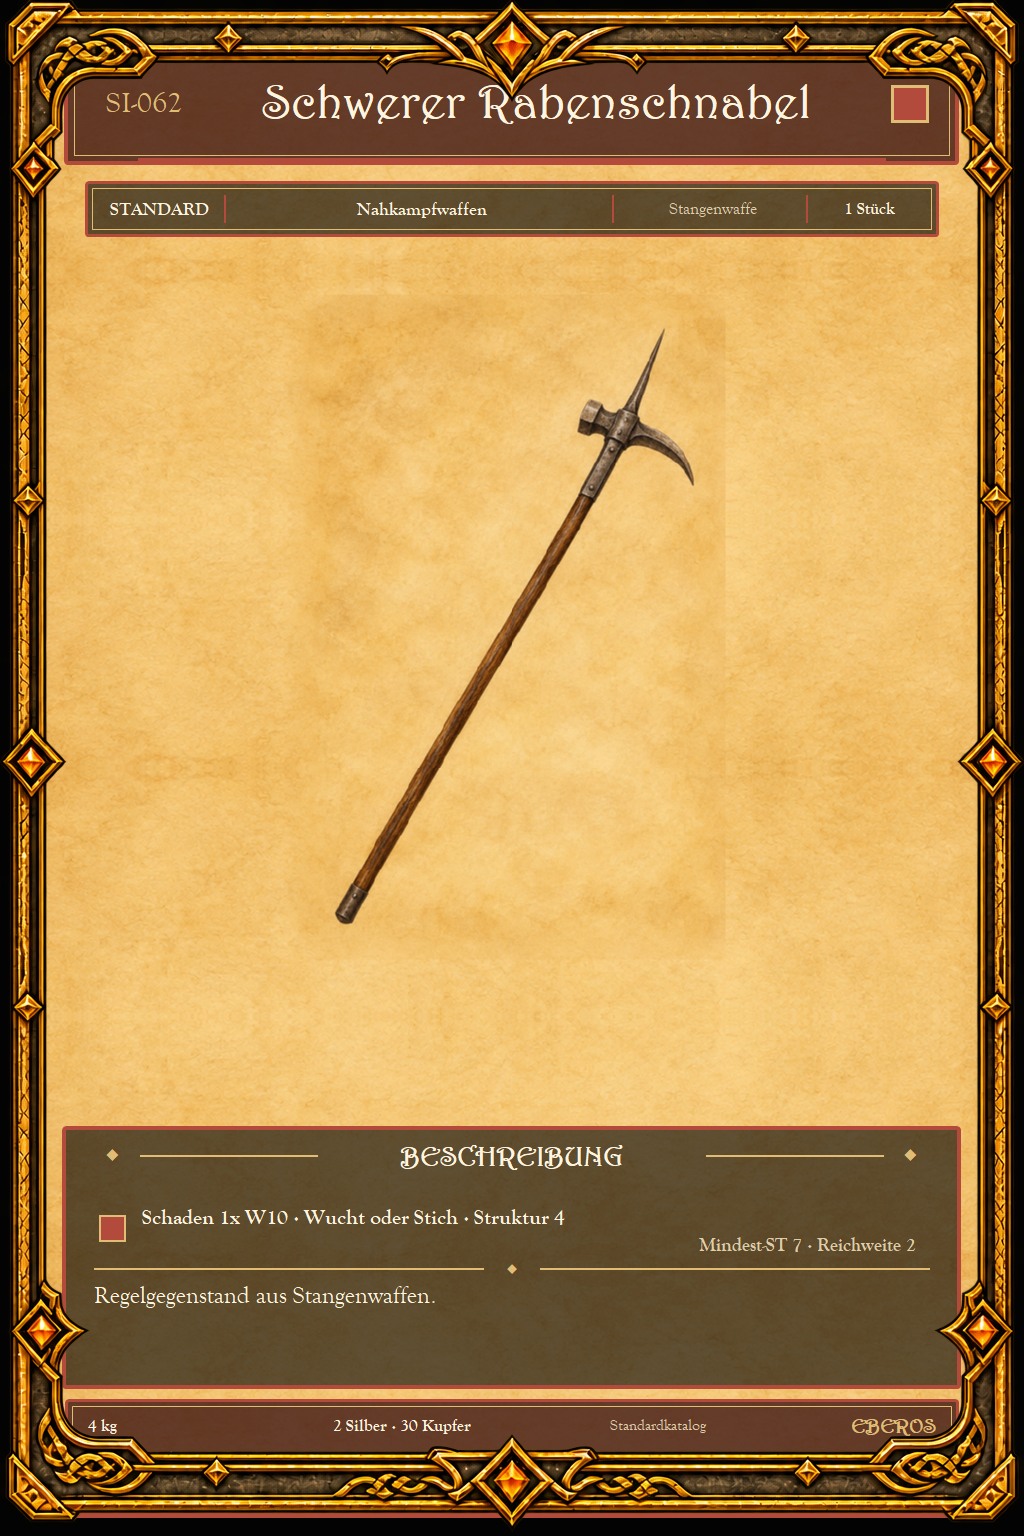 SI-062
Schwerer Rabenschnabel
STANDARD
Nahkampfwaffen
Stangenwaffe
1 Stück
BESCHREIBUNG
Schaden 1x W10 · Wucht oder Stich · Struktur 4
Mindest-ST 7 · Reichweite 2
Regelgegenstand aus Stangenwaffen.
4 kg
2 Silber · 30 Kupfer
Standardkatalog
EBEROS